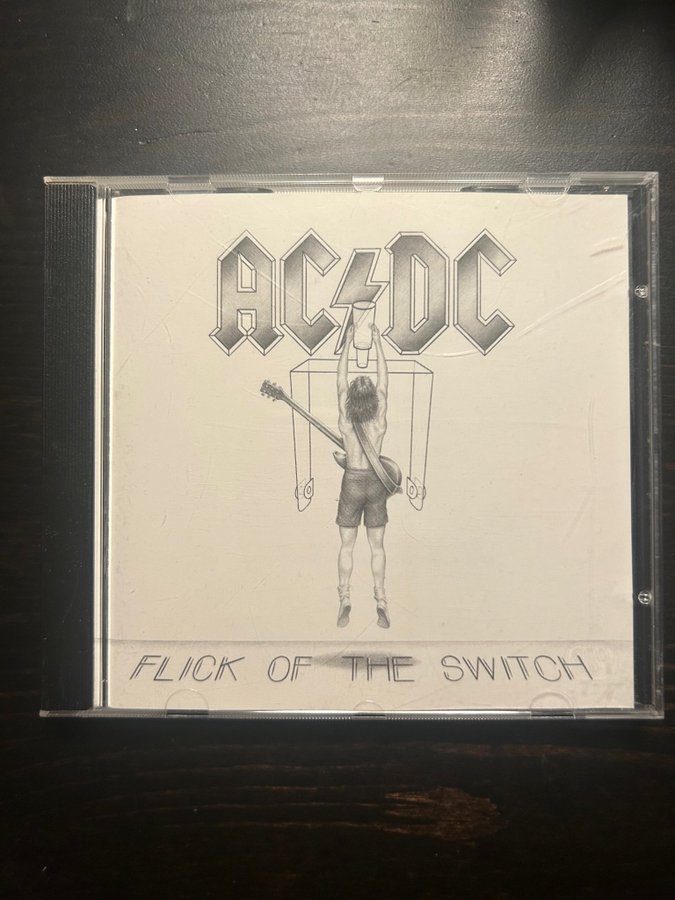 AC⚡DC
FLICK OF THE SWITCH